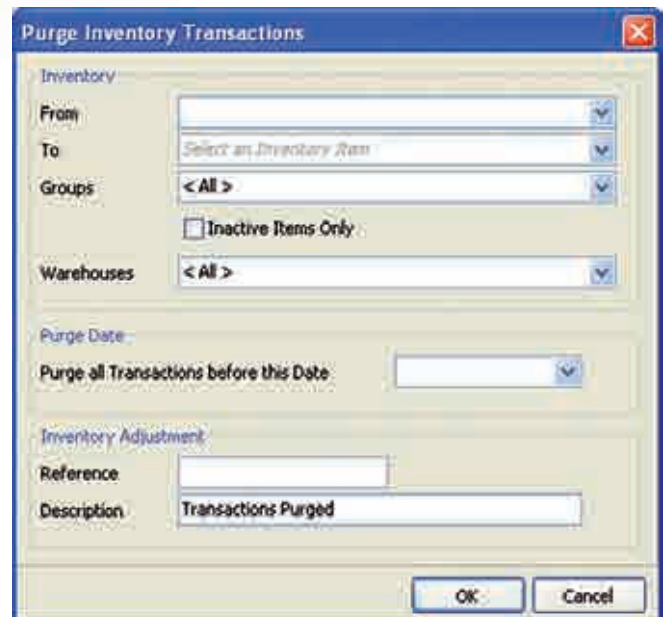 Purge Inventory Transactions
Inventory
From
To Select an Inventory Item
Groups < All >
Inactive Items Only
Warehouses < All >
Purge Date
Purge all Transactions before this Date
Inventory Adjustment
Reference
Description Transactions Purged
OK Cancel